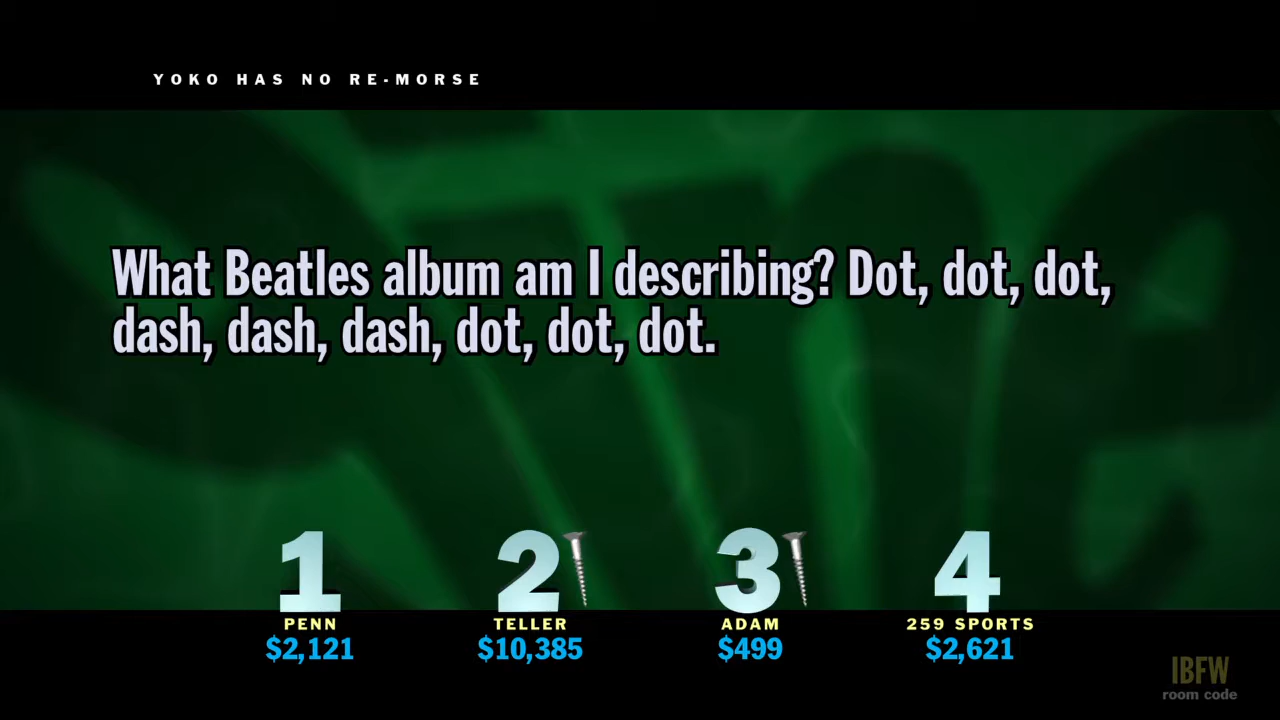 YOKO HAS NO RE-MORSE
What Beatles album am I describing? Dot, dot, dot,
dash, dash, dash, dot, dot, dot.
1 2 3 4
PENN TELLER ADAM 259 SPORTS
$2,121 $10,385 $499 $2,621
IBFW
room code